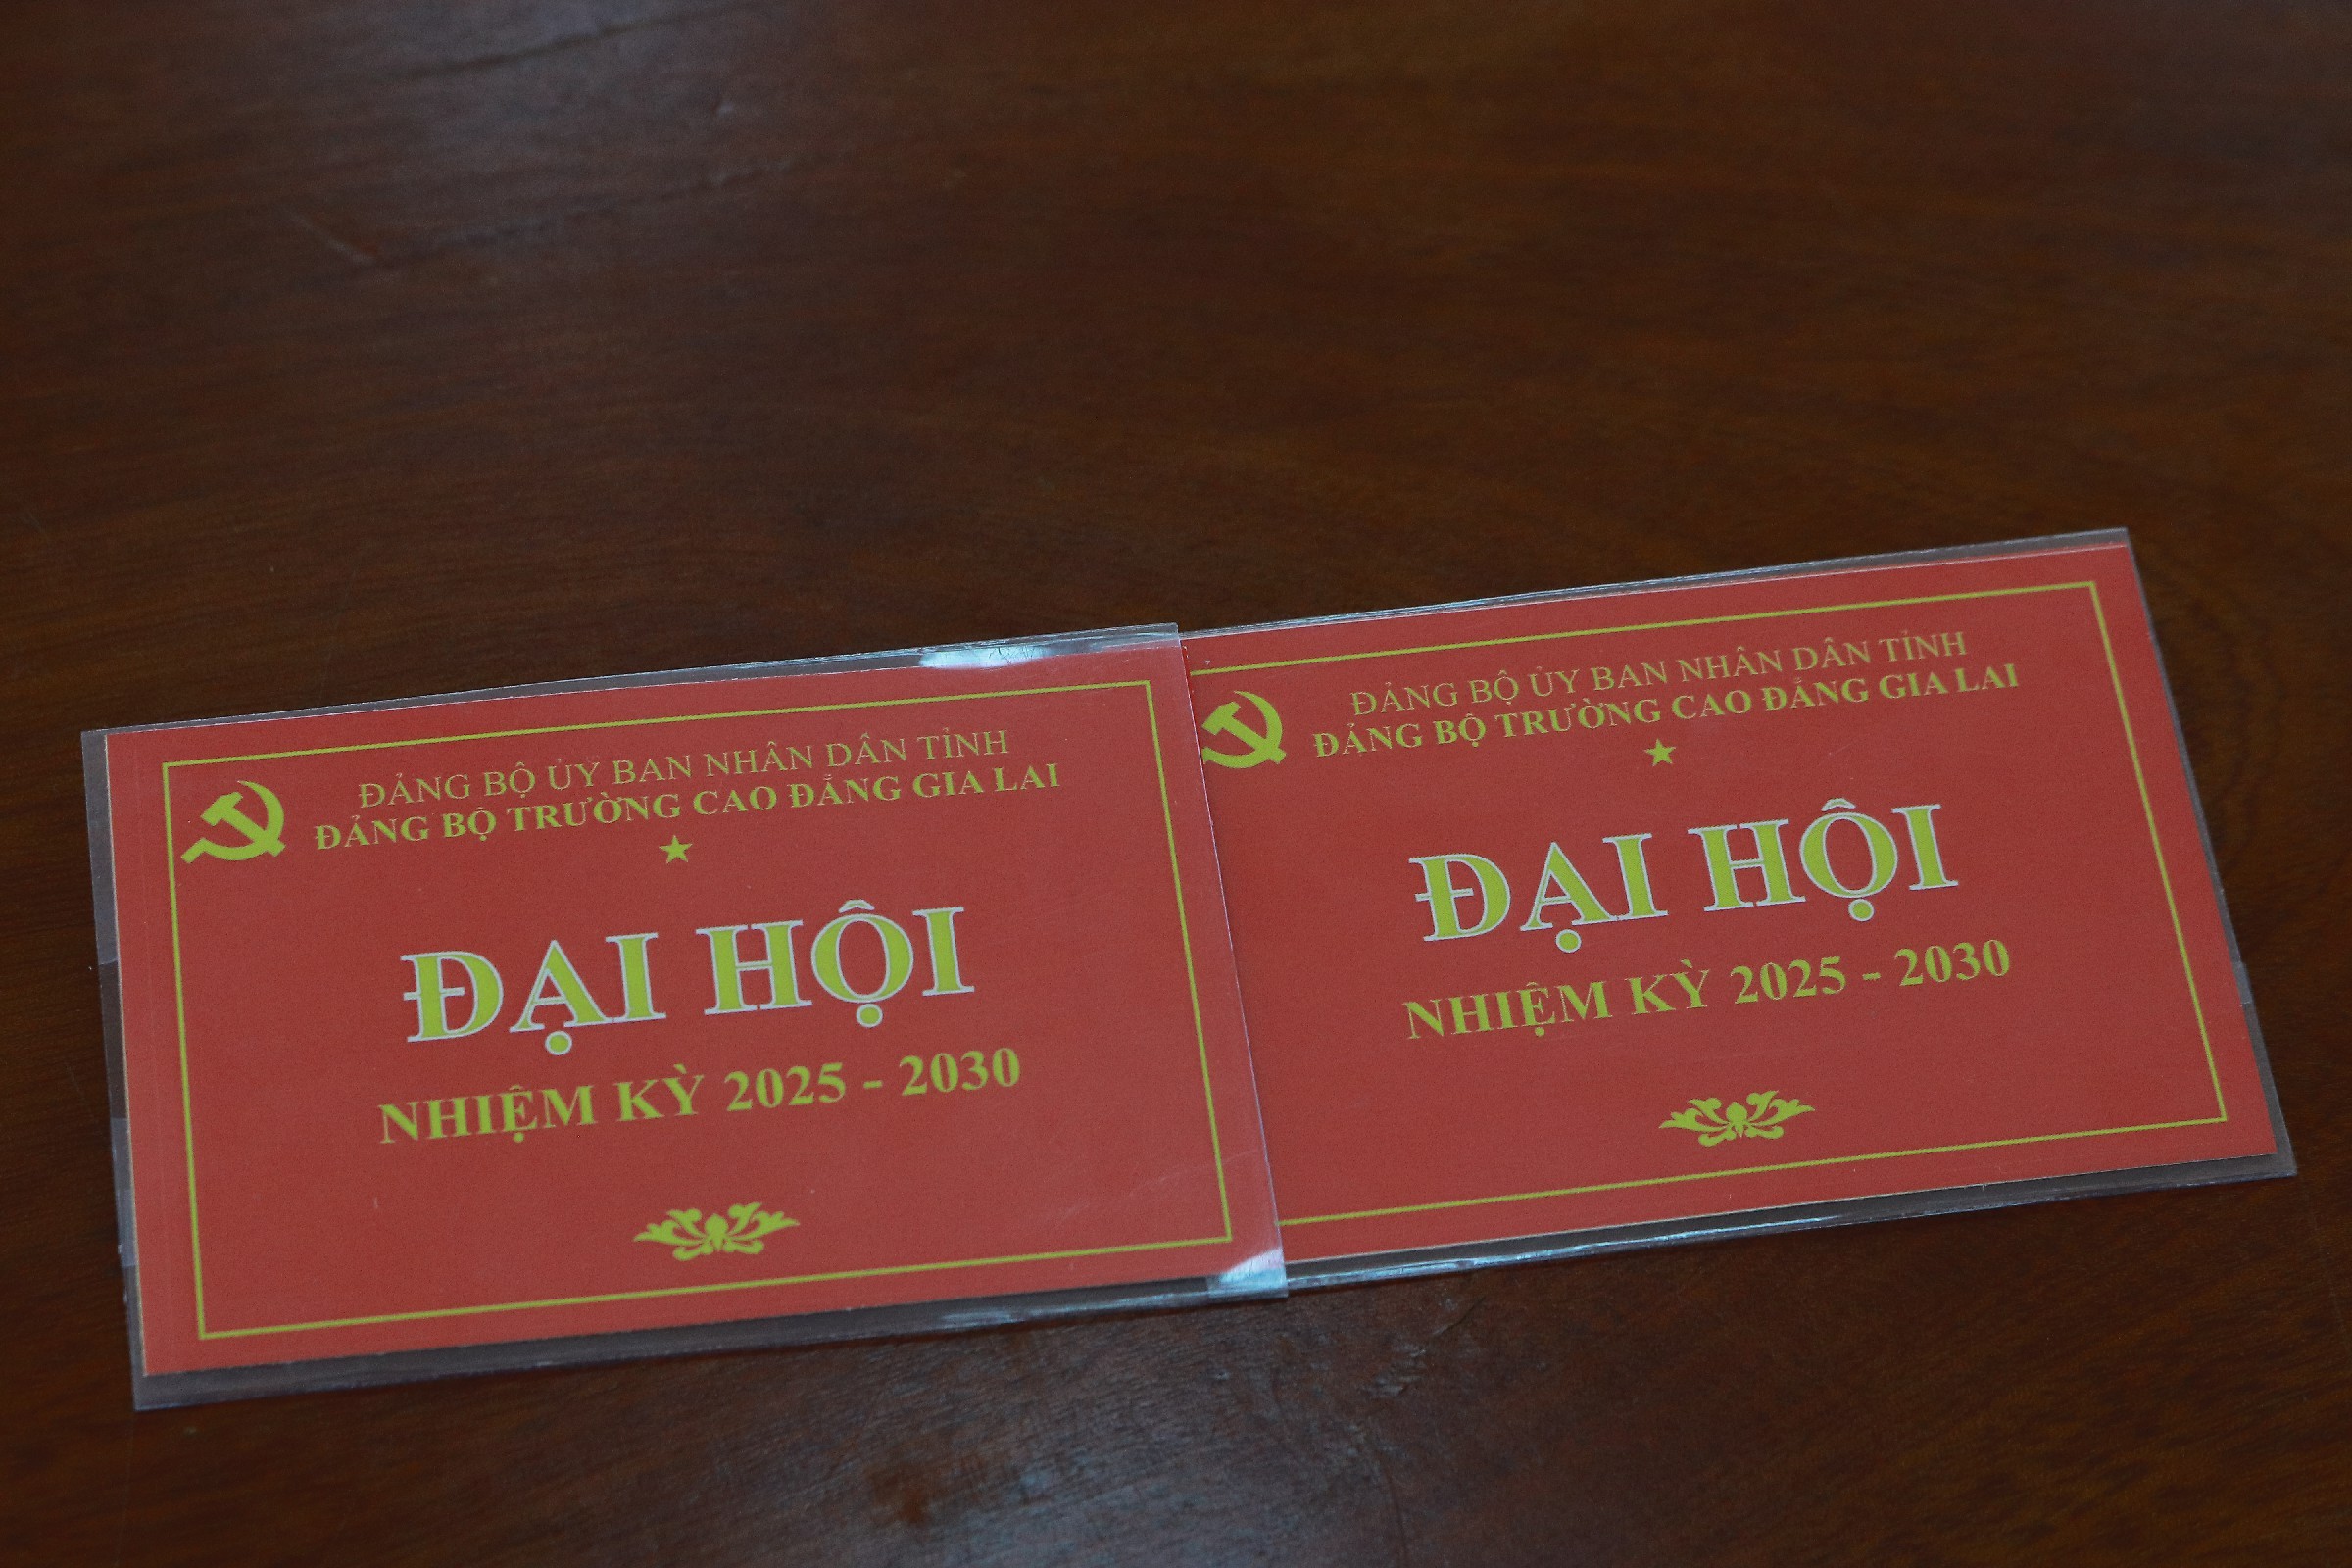 ĐẢNG BỘ ỦY BAN NHÂN DÂN TỈNH
ĐẢNG BỘ TRƯỜNG CAO ĐẲNG GIA LAI
ĐẠI HỘI
NHIỆM KỲ 2025 - 2030
ĐẢNG BỘ ỦY BAN NHÂN DÂN TỈNH
ĐẢNG BỘ TRƯỜNG CAO ĐẲNG GIA LAI
ĐẠI HỘI
NHIỆM KỲ 2025 - 2030